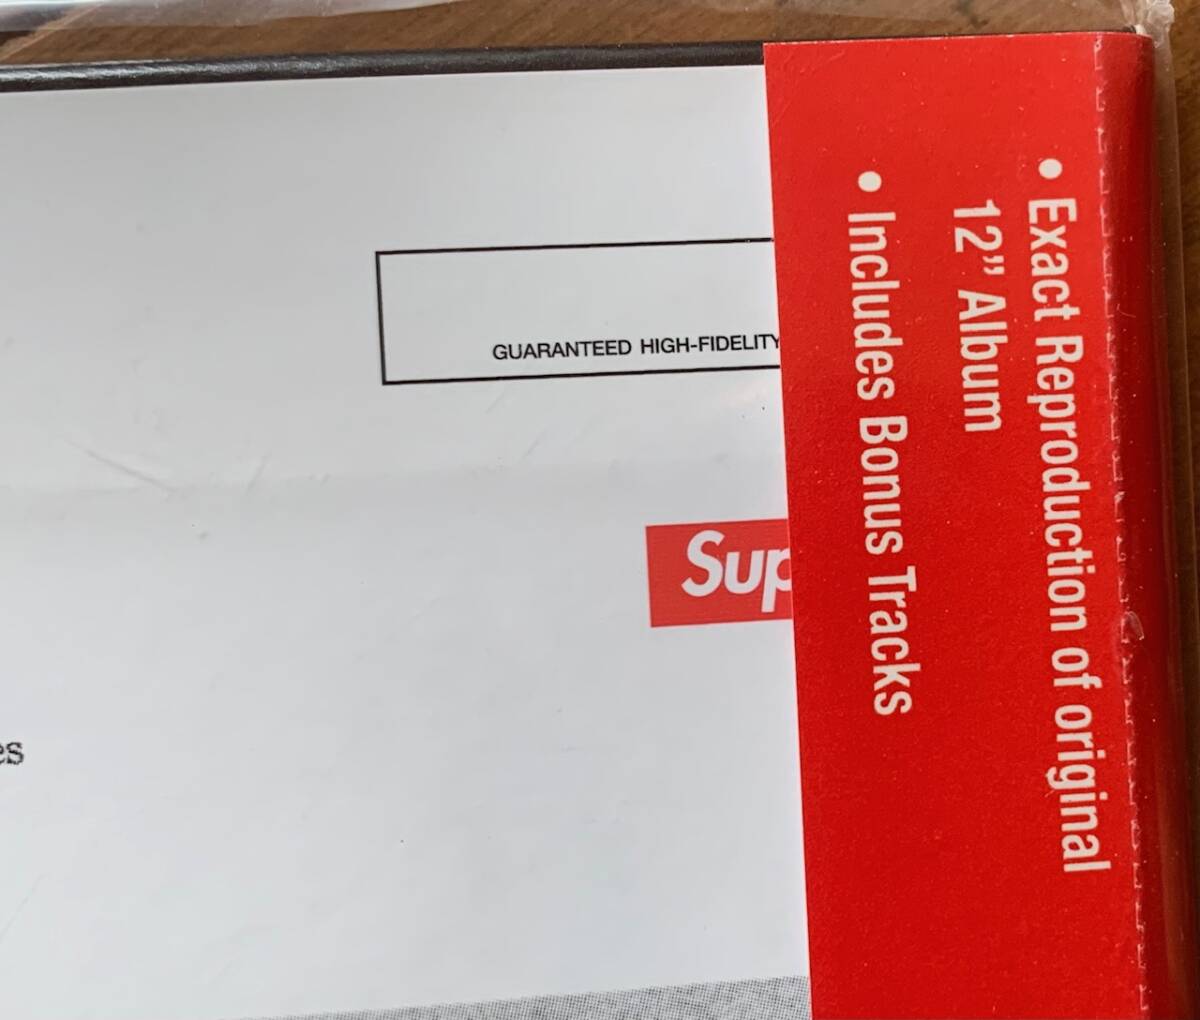 GUARANTEED HIGH-FIDELITY
Sup
es
• Exact Reproduction of original
12” Album
• Includes Bonus Tracks